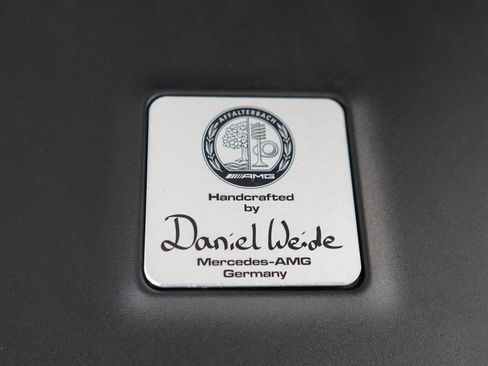 AFFALTERBACH
AMG
Handcrafted
by
Daniel Weide
Mercedes-AMG
Germany